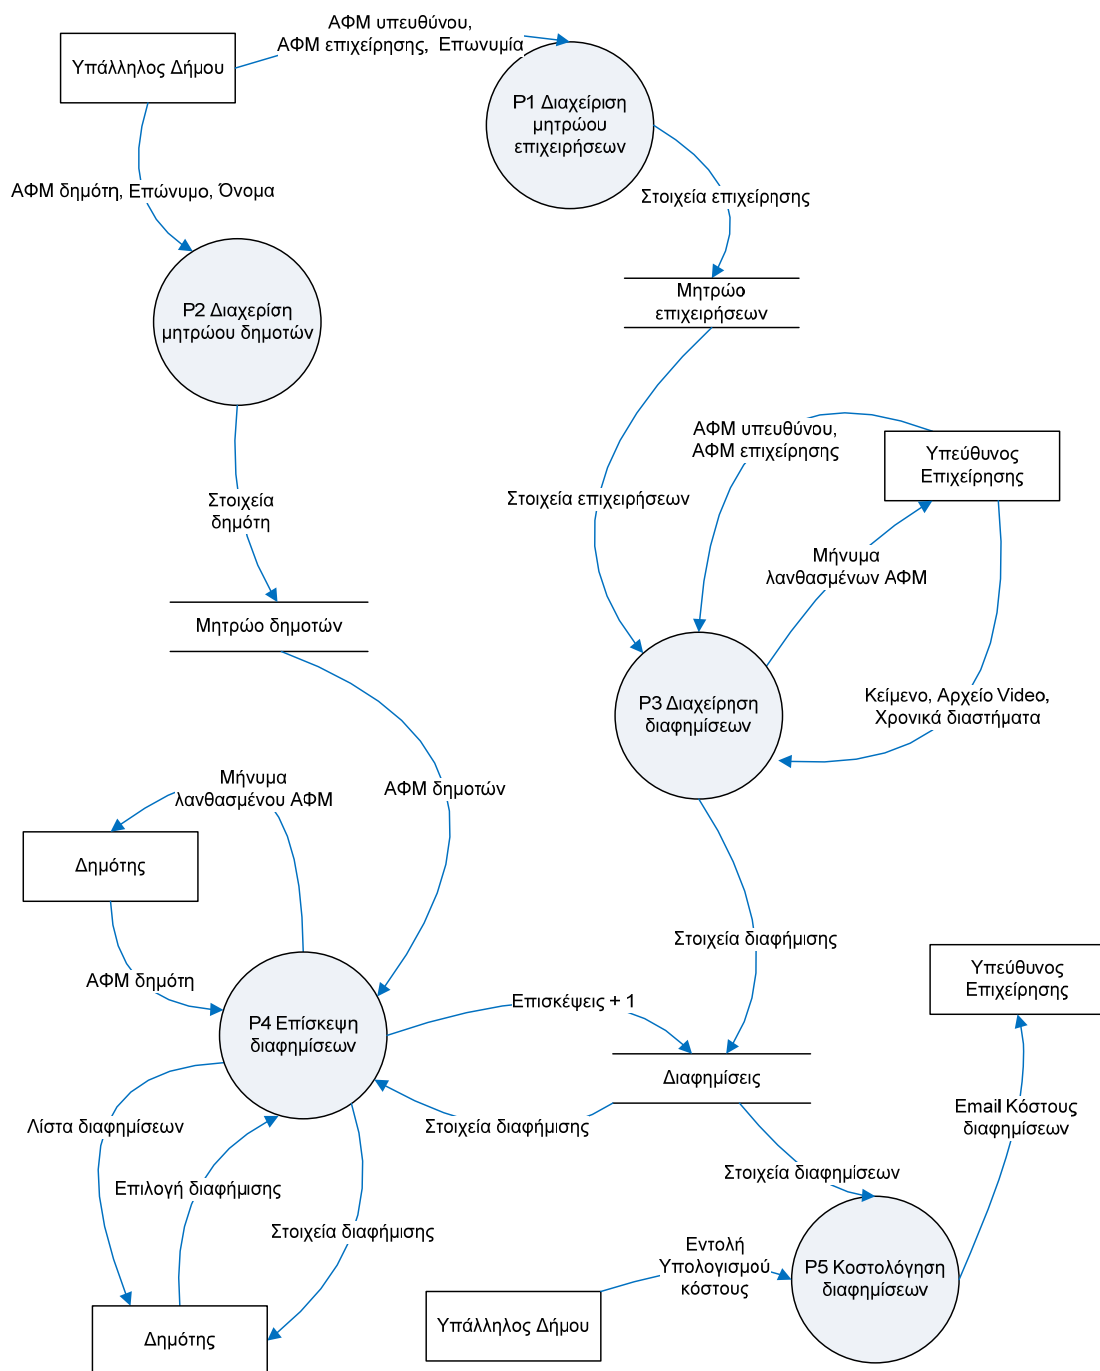 ΑΦΜ υπευθύνου,
ΑΦΜ επιχείρησης, Επωνυμία
Υπάλληλος Δήμου
P1 Διαχείριση
μητρώου
επιχειρήσεων
ΑΦΜ δημότη, Επώνυμο, Όνομα
Στοιχεία επιχείρησης
P2 Διαχερίση
μητρώου δημοτών
Μητρώο
επιχειρήσεων
ΑΦΜ υπευθύνου,
ΑΦΜ επιχείρησης
Υπεύθυνος
Επιχείρησης
Στοιχεία
δημότη
Στοιχεία επιχειρήσεων
Μήνυμα
λανθασμένων ΑΦΜ
Μητρώο δημοτών
P3 Διαχείρηση
διαφημίσεων
Κείμενο, Αρχείο Video,
Χρονικά διαστήματα
Μήνυμα
λανθασμένου ΑΦΜ
ΑΦΜ δημοτών
Δημότης
Στοιχεία διαφήμισης
ΑΦΜ δημότη
Υπεύθυνος
Επιχείρησης
P4 Επίσκεψη
διαφημίσεων
Επισκέψεις + 1
Διαφημίσεις
Λίστα διαφημίσεων
Στοιχεία διαφήμισης
Email Κόστους
διαφημίσεων
Επιλογή διαφήμισης
Στοιχεία διαφημίσεων
Στοιχεία διαφήμισης
Εντολή
Υπολογισμού
κόστους
P5 Κοστολόγηση
διαφημίσεων
Δημότης
Υπάλληλος Δήμου